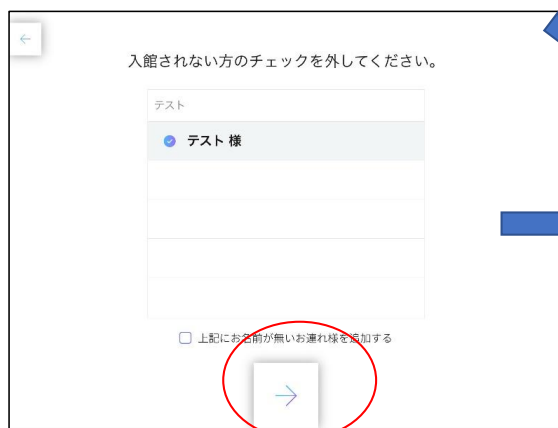 入館されない方のチェックを外してください。
テスト
テスト 様
上記にお名前が無いお連れ様を追加する